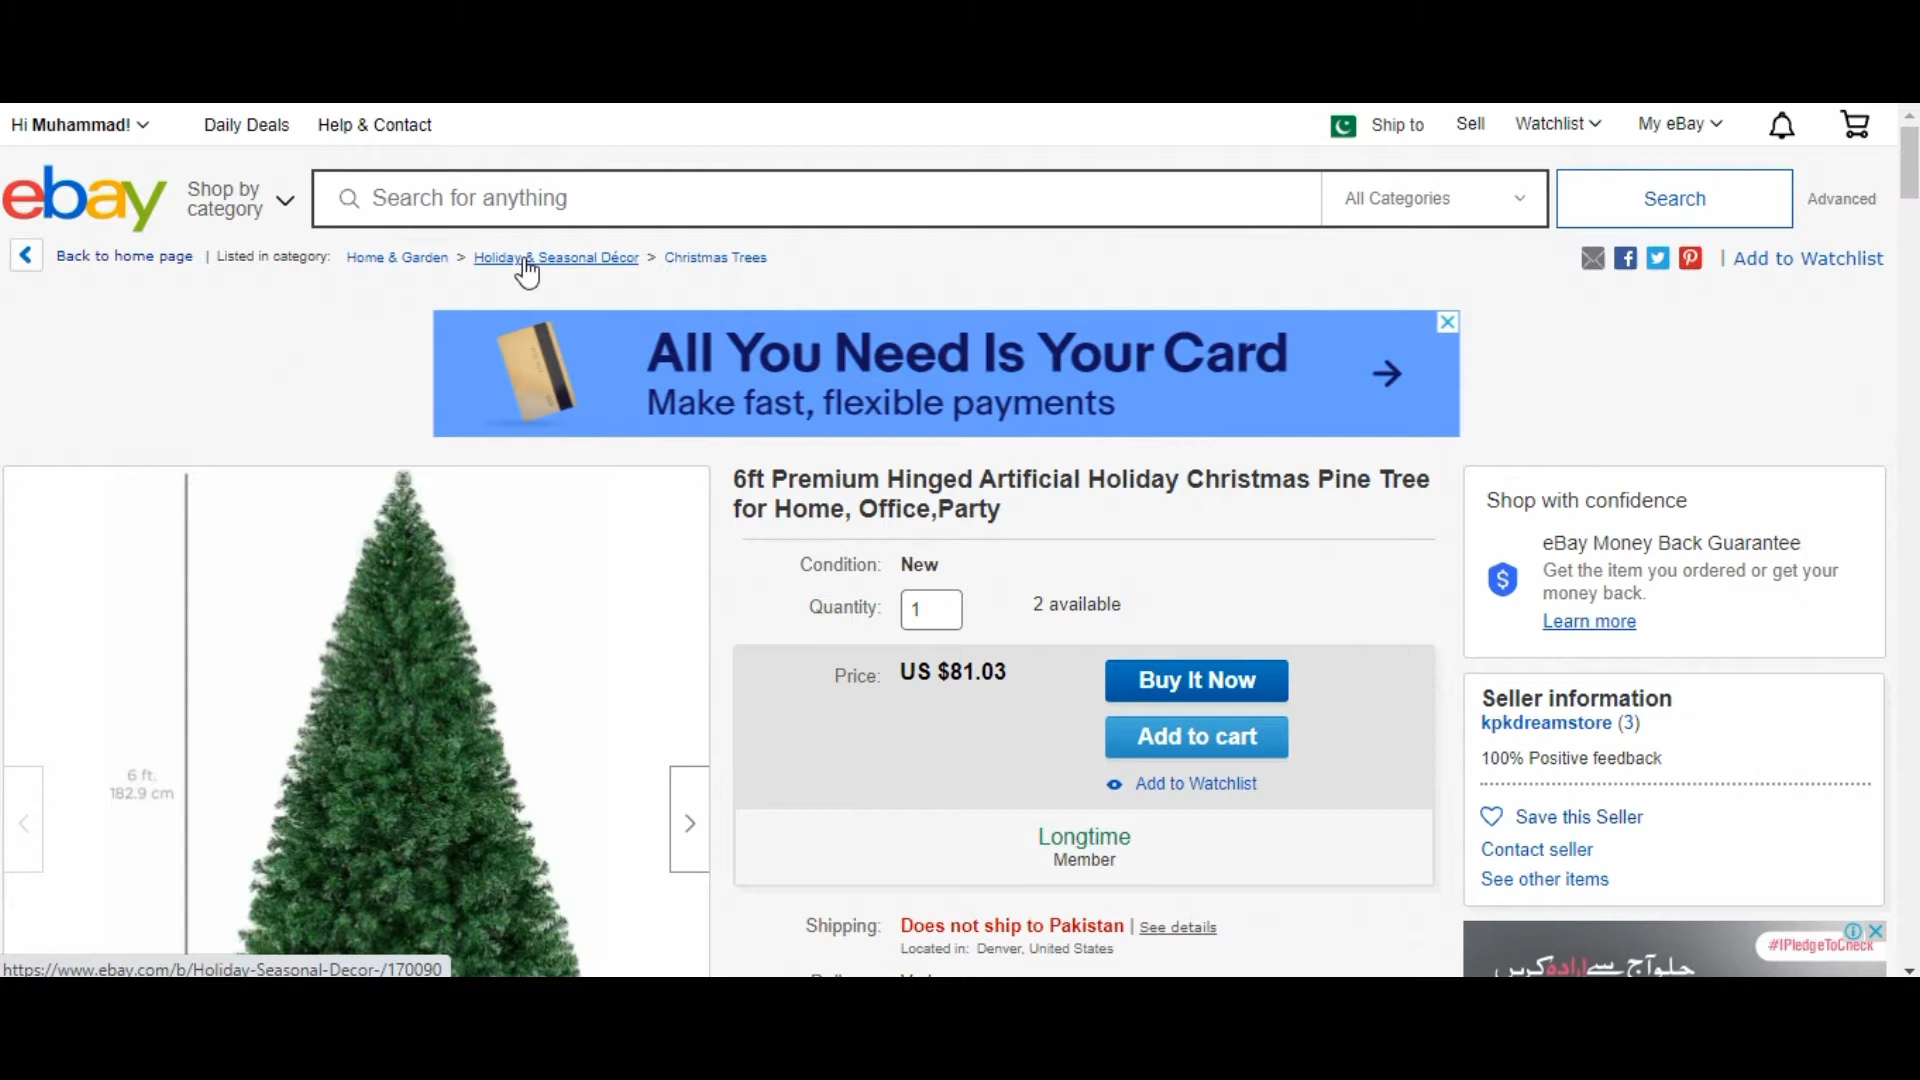 Hi Muhammad!
Daily Deals
Help & Contact
Ship to
Sell
Watchlist
My eBay
ebay
Shop by
category
Search for anything
All Categories
Search
Advanced
Back to home page | Listed in category: Home & Garden > Holiday & Seasonal Décor > Christmas Trees
| Add to Watchlist
All You Need Is Your Card
Make fast, flexible payments
6 ft.
182.9 cm
6ft Premium Hinged Artificial Holiday Christmas Pine Tree
for Home, Office,Party
Condition: New
Quantity: 1 2 available
Price: US $81.03
Buy It Now
Add to cart
Add to Watchlist
Longtime
Member
Shipping: Does not ship to Pakistan | See details
Located in: Denver, United States
Shop with confidence
eBay Money Back Guarantee
Get the item you ordered or get your
money back.
Learn more
Seller information
kpkdreamstore (3)
100% Positive feedback
Save this Seller
Contact seller
See other items
#IPledgeToCheck
چلو آج سے ارادہ کریں
https://www.ebay.com/b/Holiday-Seasonal-Decor-/170090